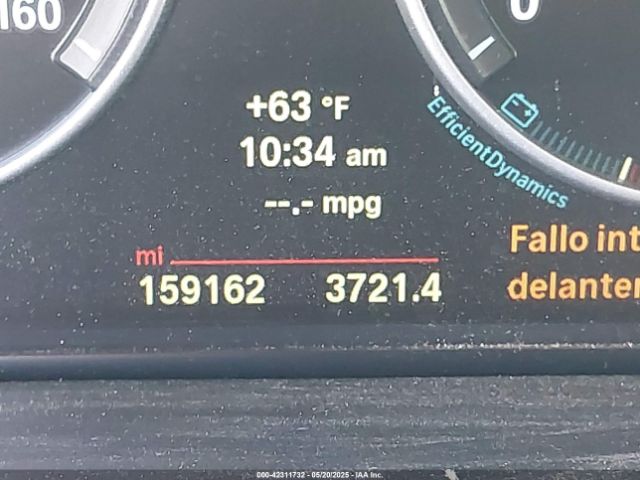 160
0
+63 °F
10:34 am
--.- mpg
EfficientDynamics
mi
159162 3721.4
Fallo int
delanter
000-42311732 - 05/20/2025 - IAA Inc.